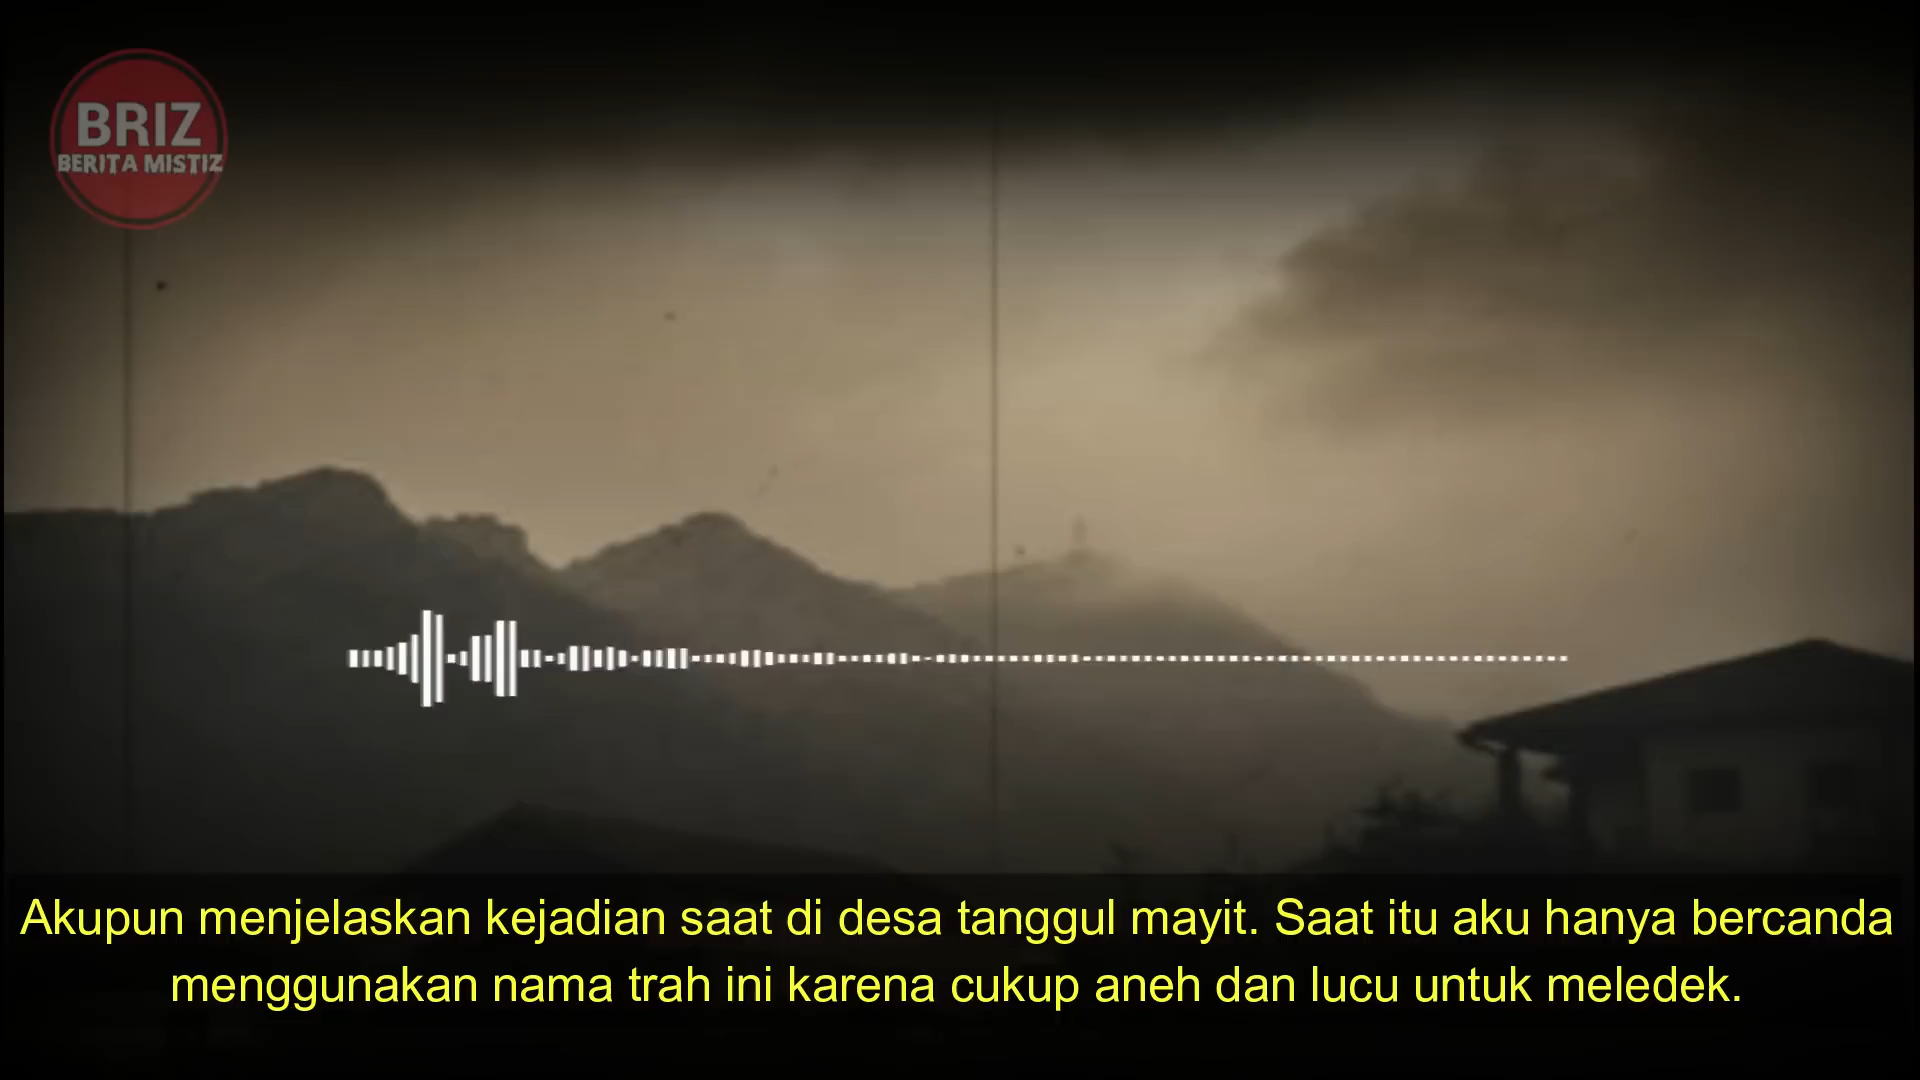 BRIZ
BERITA MISTIZ
Akupun menjelaskan kejadian saat di desa tanggul mayit. Saat itu aku hanya bercanda
menggunakan nama trah ini karena cukup aneh dan lucu untuk meledek.